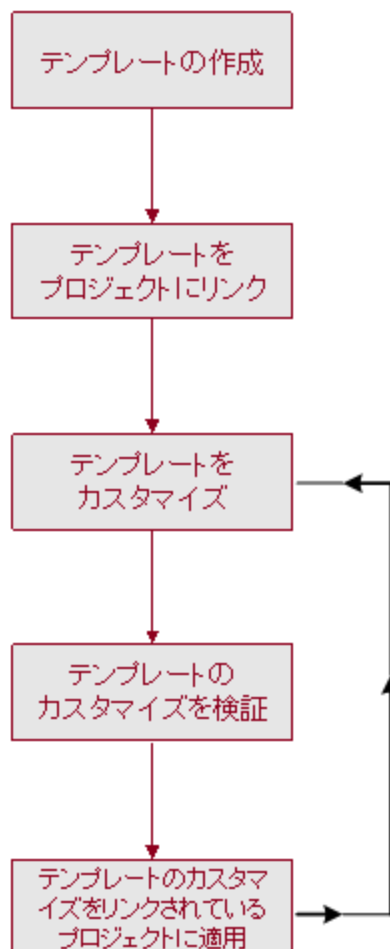 テンプレートの作成
テンプレートを
プロジェクトにリンク
テンプレートを
カスタマイズ
テンプレートの
カスタマイズを検証
テンプレートのカスタマ
イズをリンクされている
プロジェクトに適用